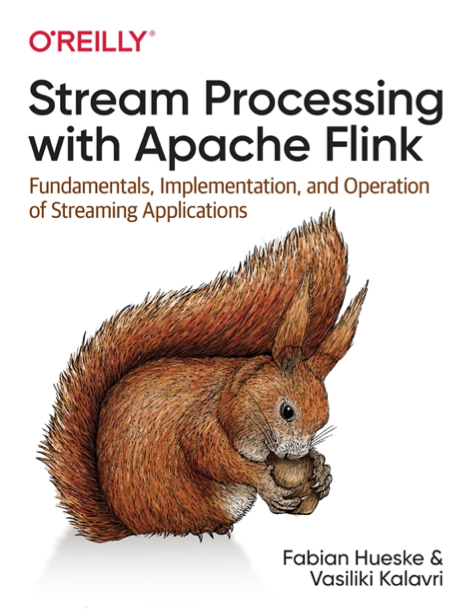 O'REILLY®
Stream Processing
with Apache Flink
Fundamentals, Implementation, and Operation
of Streaming Applications
Fabian Hueske &
Vasiliki Kalavri